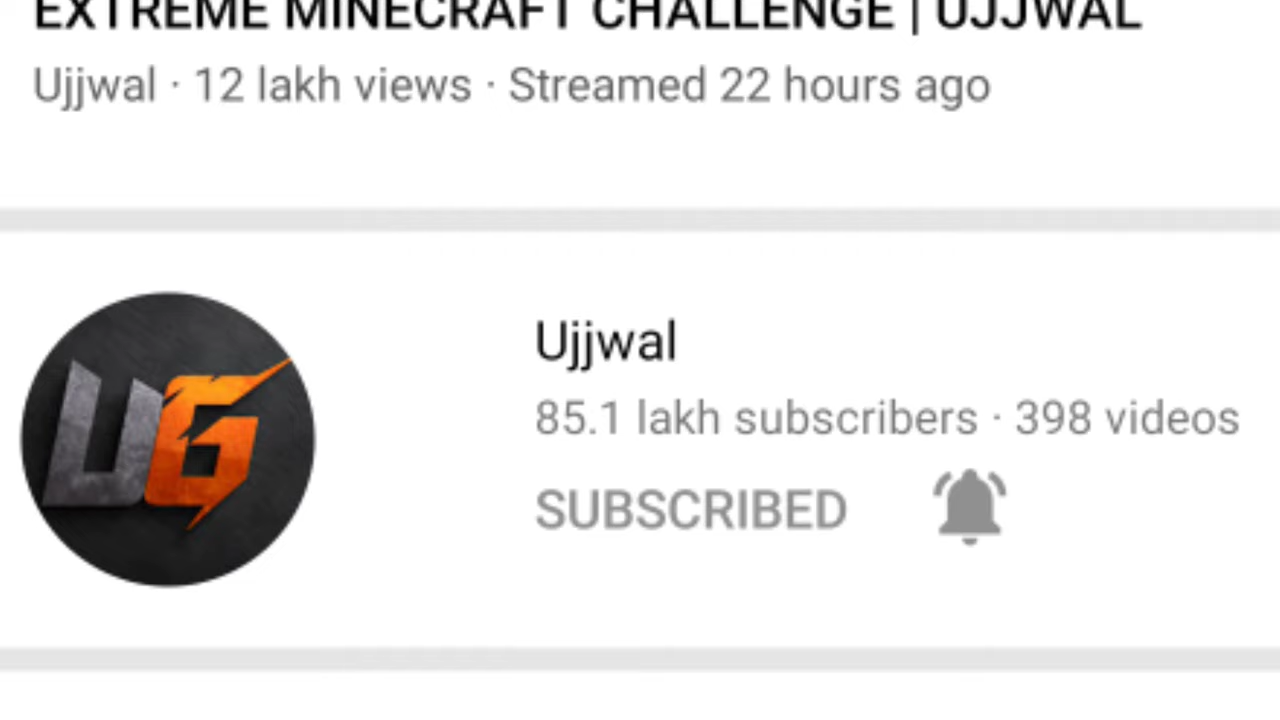 EXTREME MINECRAFT CHALLENGE | UJJWAL
Ujjwal · 12 lakh views · Streamed 22 hours ago
UG
Ujjwal
85.1 lakh subscribers · 398 videos
SUBSCRIBED